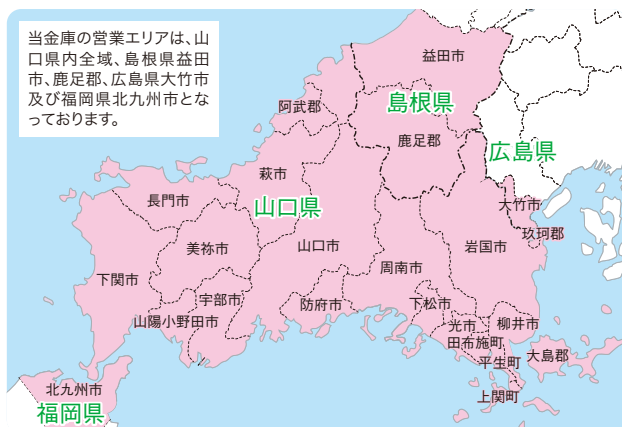 当金庫の営業エリアは、山
口県内全域、島根県益田
市、鹿足郡、広島県大竹市
及び福岡県北九州市とな
っております。
益田市
島根県
阿武郡
鹿足郡
広島県
萩市
長門市
山口県
大竹市
玖珂郡
美祢市
山口市
岩国市
周南市
下関市
宇部市
防府市
下松市
山陽小野田市
光市
柳井市
田布施町
大島郡
平生町
北九州市
上関町
福岡県